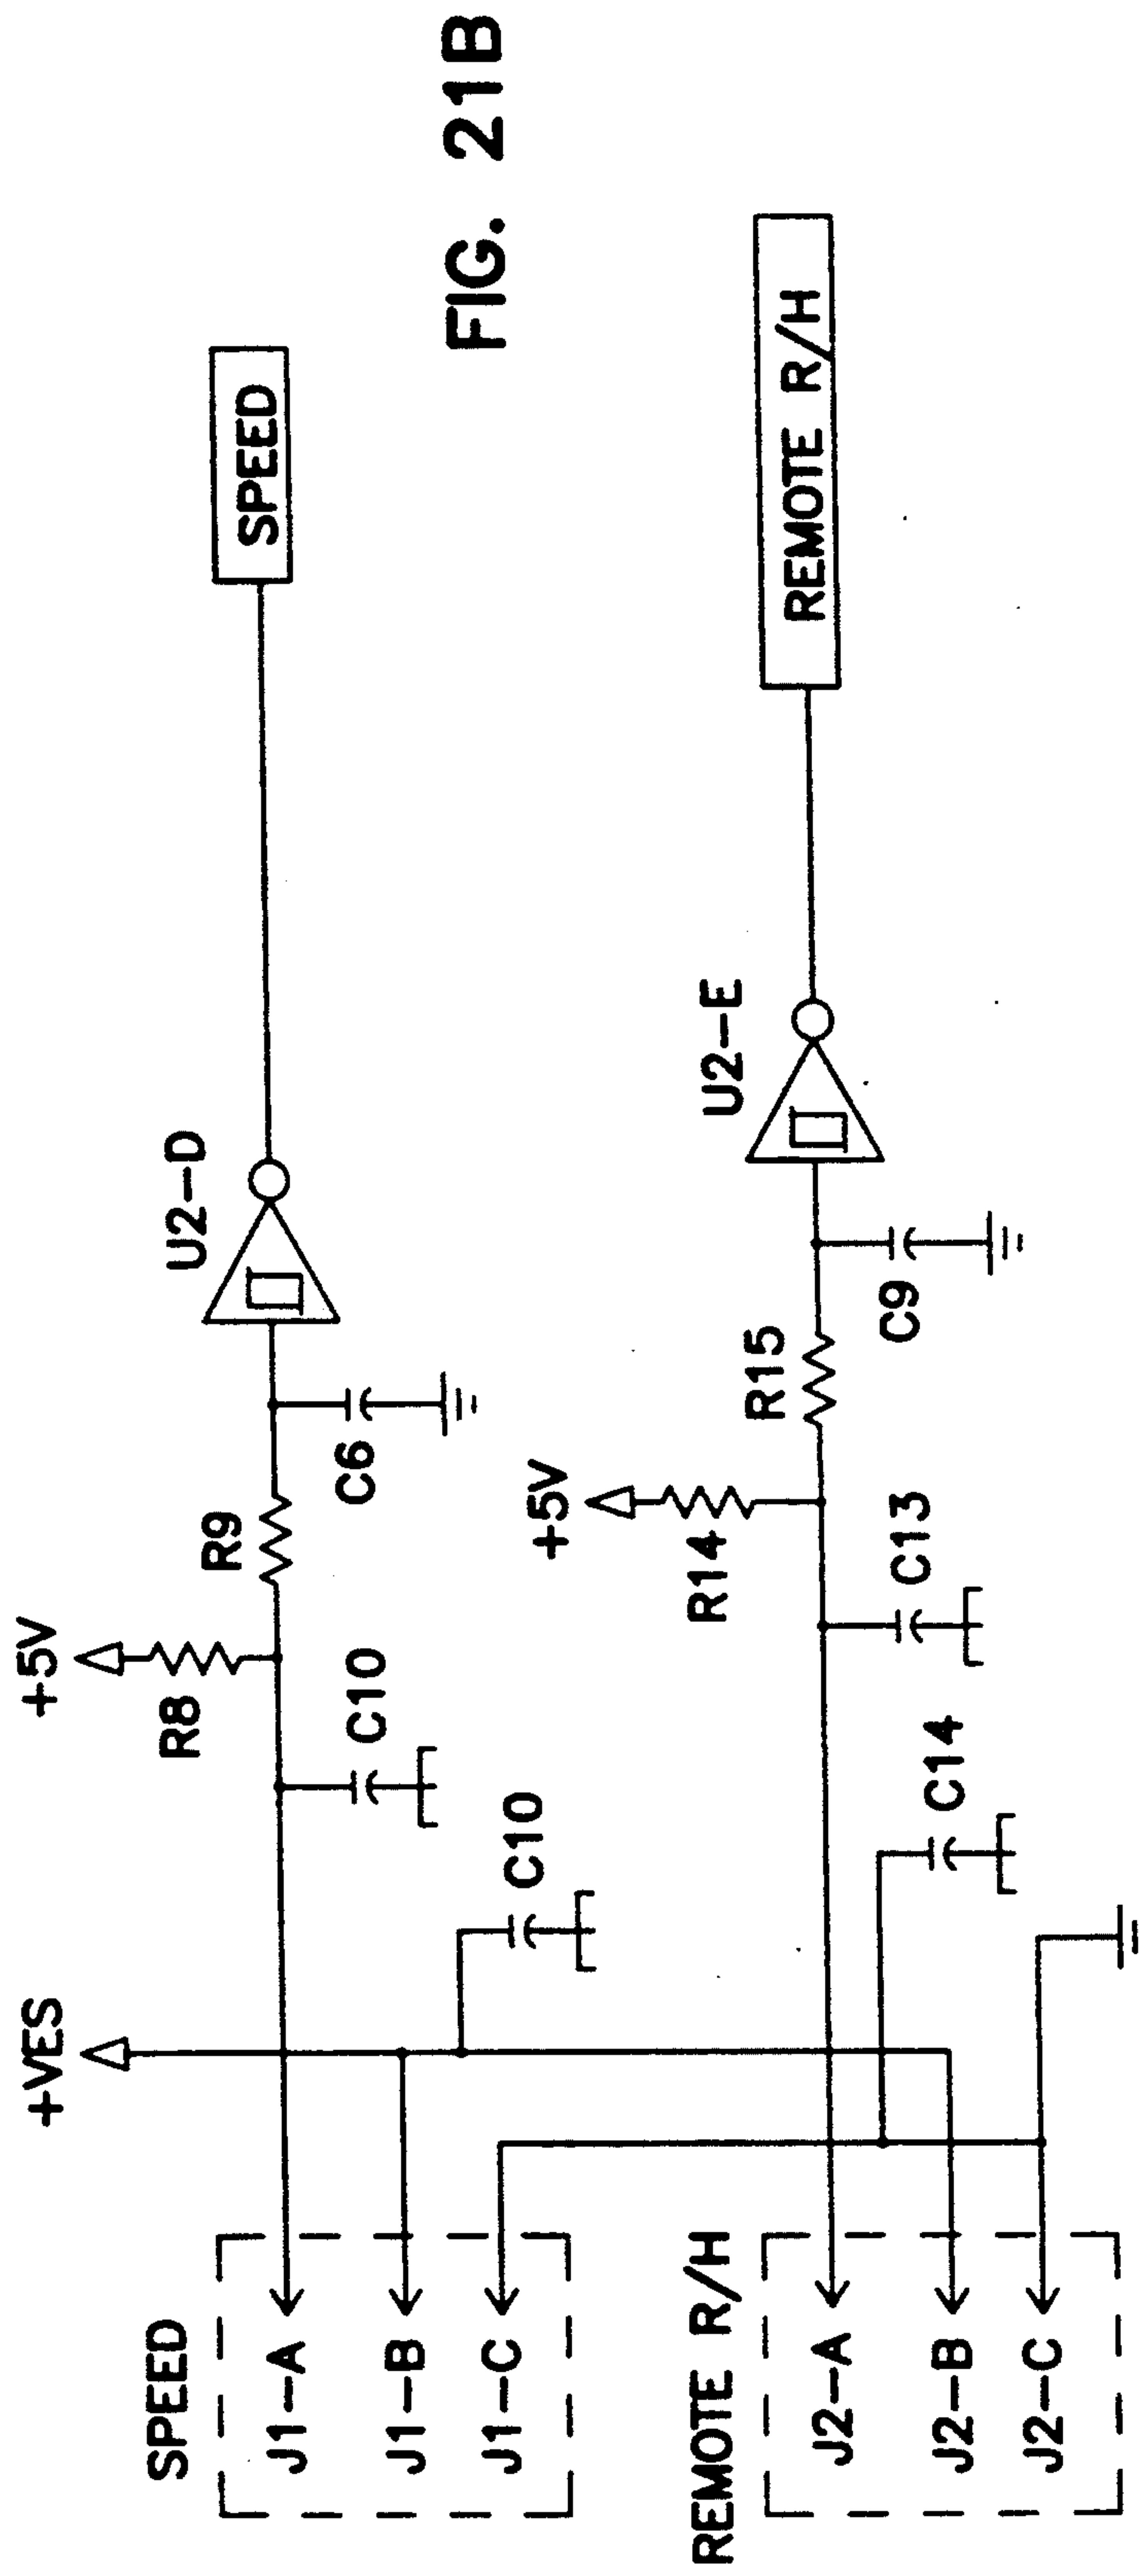 +VES
+5V
+5V
R8
R9
U2-D
SPEED
C10
C6
C10
SPEED
J1-A
J1-B
J1-C
R14
R15
U2-E
REMOTE R/H
C13
C9
C14
REMOTE R/H
J2-A
J2-B
J2-C
FIG. 21B